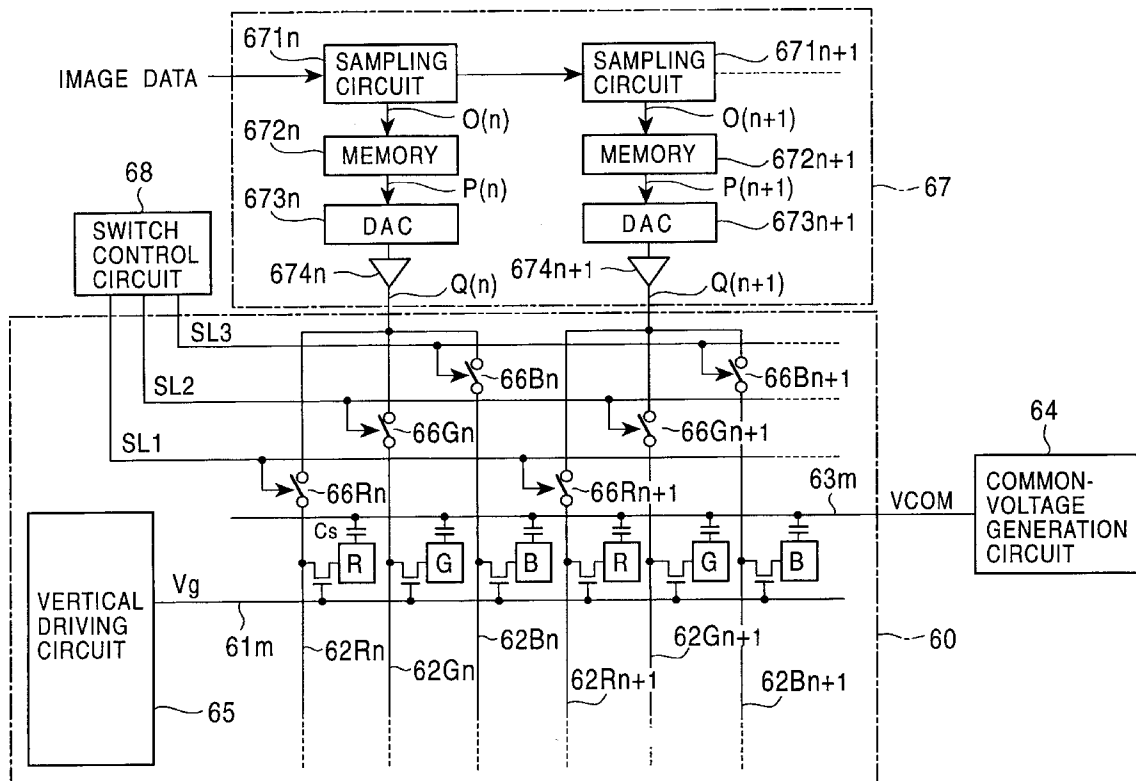 671n
SAMPLING
CIRCUIT
SAMPLING
CIRCUIT
671n+1
IMAGE DATA
O(n)
O(n+1)
672n
MEMORY
MEMORY
672n+1
68
P(n)
P(n+1)
67
673n
DAC
DAC
673n+1
SWITCH
CONTROL
CIRCUIT
674n
674n+1
Q(n)
Q(n+1)
SL3
66Bn
66Bn+1
SL2
66Gn
66Gn+1
64
SL1
66Rn
66Rn+1
63m
VCOM
COMMON-
VOLTAGE
GENERATION
CIRCUIT
Cs
R
G
B
R
G
B
VERTICAL
DRIVING
CIRCUIT
Vg
61m
62Rn
62Gn
62Bn
62Rn+1
62Gn+1
62Bn+1
60
65